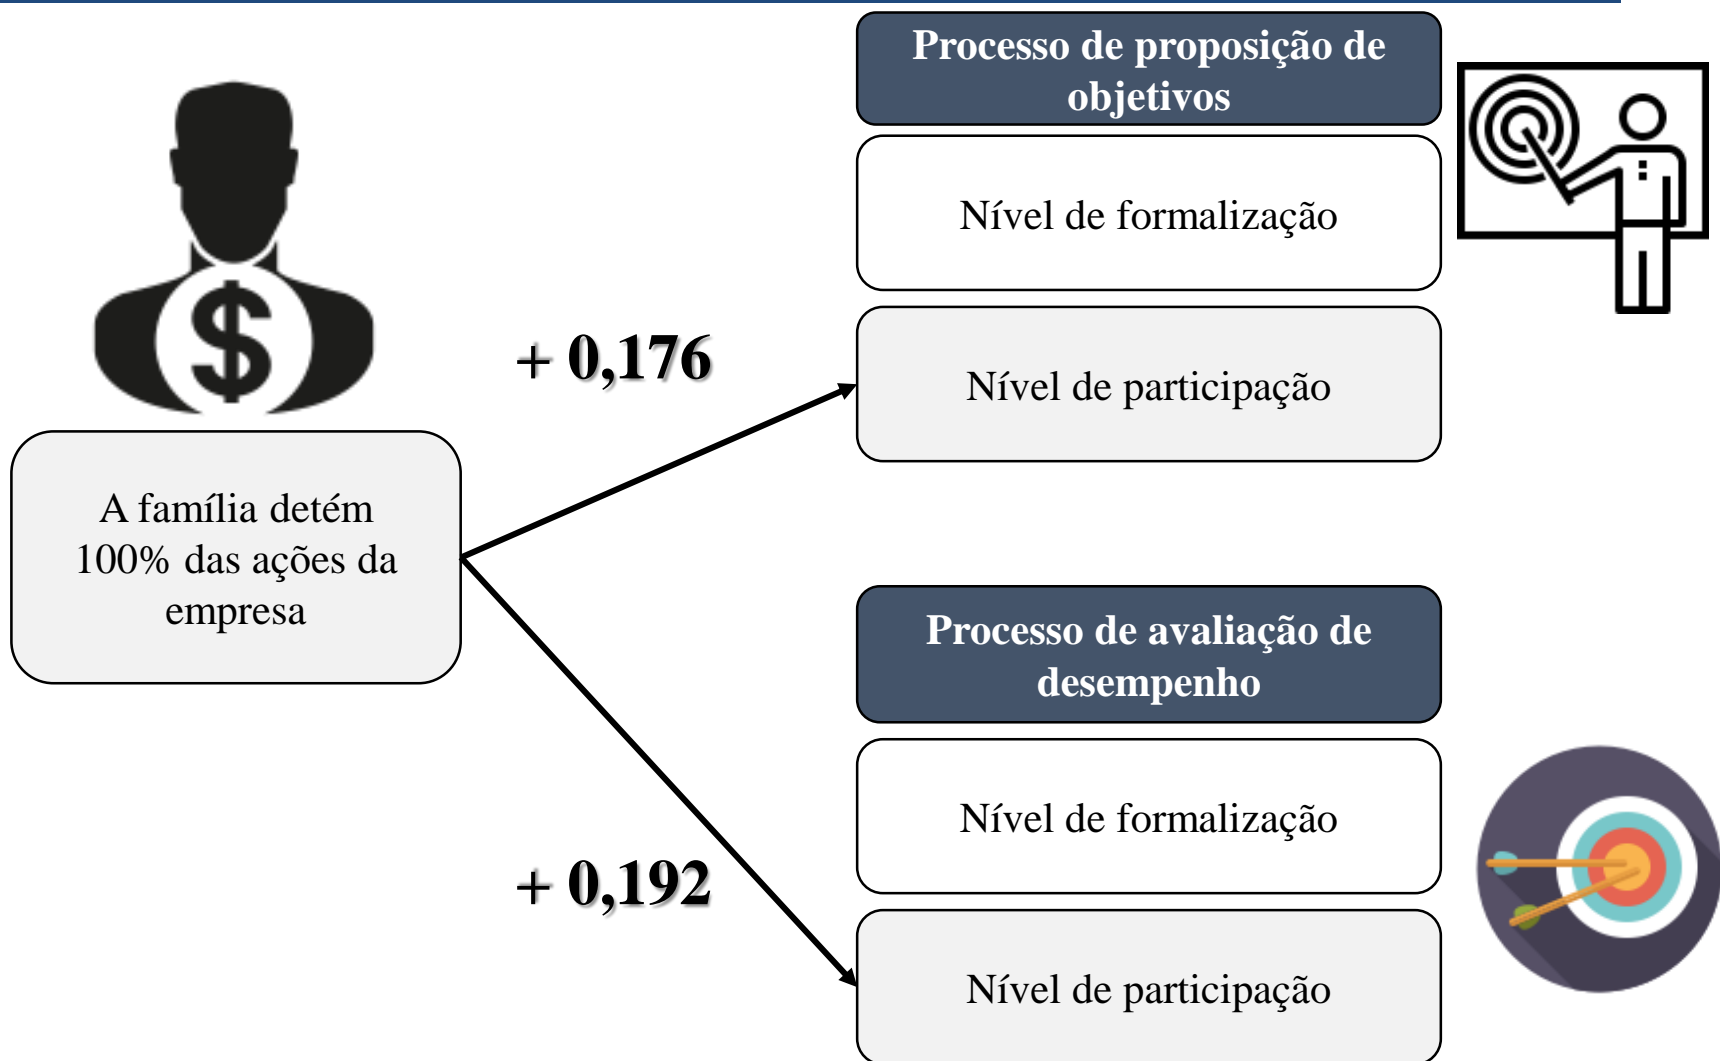 Processo de proposição de
objetivos
Nível de formalização
+ 0,176
Nível de participação
$
A família detém
100% das ações da
empresa
Processo de avaliação de
desempenho
Nível de formalização
+ 0,192
Nível de participação